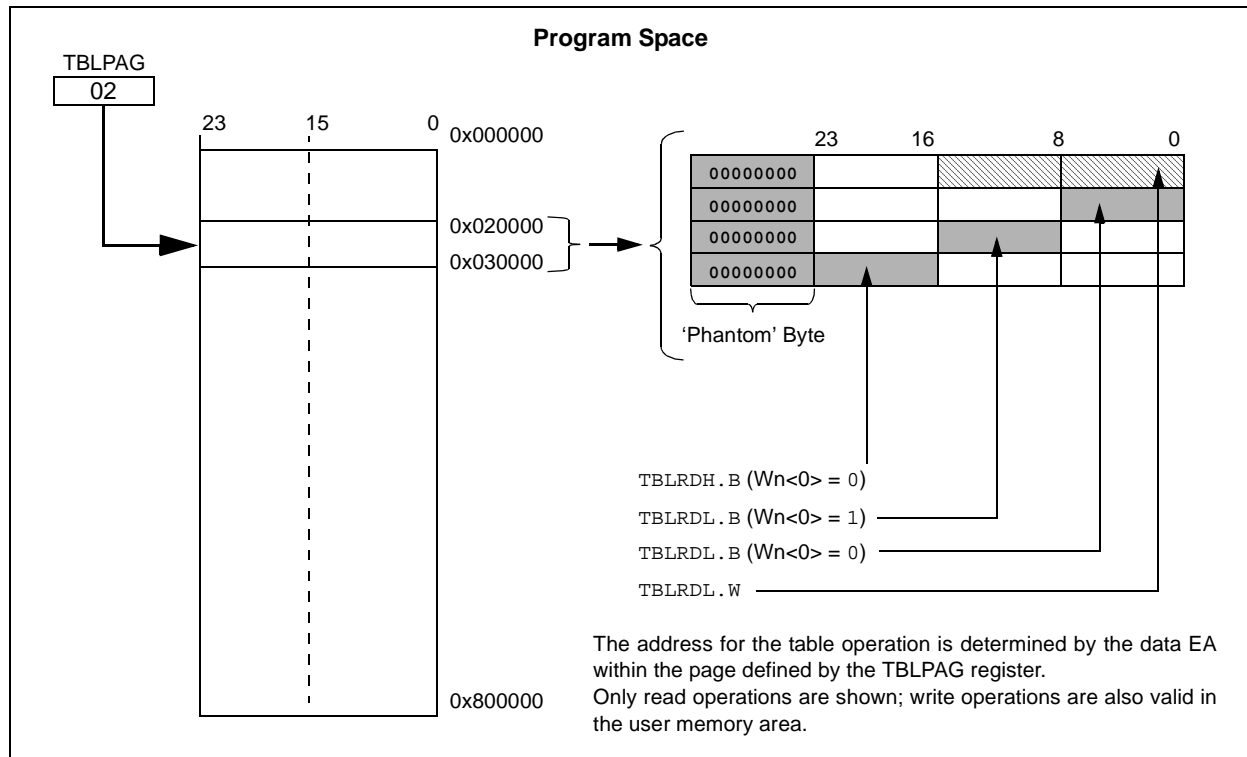 Program Space
TBLPAG
02
23 15 0
0x000000
0x020000
0x030000
0x800000
23 16 8 0
00000000
00000000
00000000
00000000
‘Phantom’ Byte
TBLRDH.B (Wn<0> = 0)
TBLRDL.B (Wn<0> = 1)
TBLRDL.B (Wn<0> = 0)
TBLRDL.W
The address for the table operation is determined by the data EA
within the page defined by the TBLPAG register.
Only read operations are shown; write operations are also valid in
the user memory area.